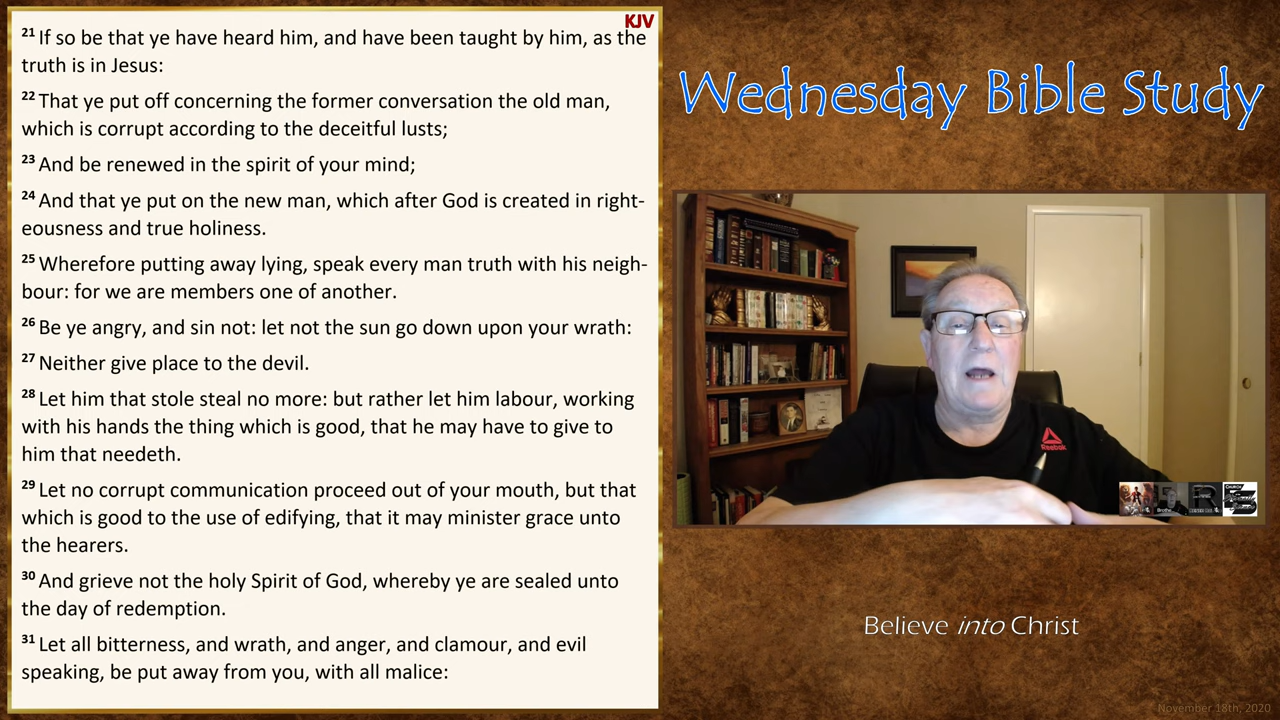 KJV
21 If so be that ye have heard him, and have been taught by him, as the
truth is in Jesus:
22 That ye put off concerning the former conversation the old man,
which is corrupt according to the deceitful lusts;
23 And be renewed in the spirit of your mind;
24 And that ye put on the new man, which after God is created in right-
eousness and true holiness.
25 Wherefore putting away lying, speak every man truth with his neigh-
bour: for we are members one of another.
26 Be ye angry, and sin not: let not the sun go down upon your wrath:
27 Neither give place to the devil.
28 Let him that stole steal no more: but rather let him labour, working
with his hands the thing which is good, that he may have to give to
him that needeth.
29 Let no corrupt communication proceed out of your mouth, but that
which is good to the use of edifying, that it may minister grace unto
the hearers.
30 And grieve not the holy Spirit of God, whereby ye are sealed unto
the day of redemption.
31 Let all bitterness, and wrath, and anger, and clamour, and evil
speaking, be put away from you, with all malice:
Wednesday Bible Study
Reebok
Believe into Christ
November 18th, 2020